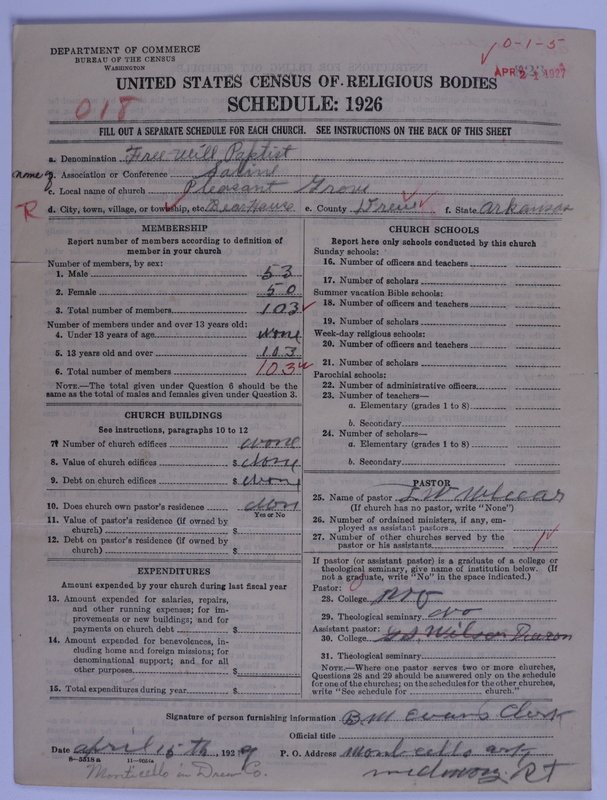 DEPARTMENT OF COMMERCE
BUREAU OF THE CENSUS
WASHINGTON
0-1-5
APR 21 1927
UNITED STATES CENSUS OF RELIGIOUS BODIES
SCHEDULE: 1926
018
FILL OUT A SEPARATE SCHEDULE FOR EACH CHURCH. SEE INSTRUCTIONS ON THE BACK OF THIS SHEET
a. Denomination Free Will Baptist
name of b. Association or Conference Saline
c. Local name of church Pleasant Grove
R d. City, town, village, or township, etc. Bear House e. County Drew f. State Arkansas
MEMBERSHIP
Report number of members according to definition of member in your church
Number of members, by sex:
1. Male 53
2. Female 50
3. Total number of members 103
Number of members under and over 13 years old:
4. Under 13 years of age none
5. 13 years old and over 103
6. Total number of members 103
NOTE.—The total given under Question 6 should be the same as the total of males and females given under Question 3.
CHURCH BUILDINGS
See instructions, paragraphs 10 to 12
7. Number of church edifices none
8. Value of church edifices $ none
9. Debt on church edifices $ none
10. Does church own pastor's residence?
Yes or No
11. Value of pastor's residence (if owned by
church) $
12. Debt on pastor's residence (if owned by
church) $
EXPENDITURES
Amount expended by your church during last fiscal year
13. Amount expended for salaries, repairs,
and other running expenses; for im-
provements or new buildings; and for
payments on church debt $
14. Amount expended for benevolences, in-
cluding home and foreign missions; for
denominational support; and for all
other purposes $
15. Total expenditures during year $
CHURCH SCHOOLS
Report here only schools conducted by this church
Sunday schools:
16. Number of officers and teachers
17. Number of scholars
Summer vacation Bible schools:
18. Number of officers and teachers
19. Number of scholars
Week-day religious schools:
20. Number of officers and teachers
21. Number of scholars
Parochial schools:
22. Number of administrative officers
23. Number of teachers—
a. Elementary (grades 1 to 8)
b. Secondary
24. Number of scholars—
a. Elementary (grades 1 to 8)
b. Secondary
PASTOR
25. Name of pastor
(If church has no pastor, write "None")
26. Number of ordained ministers, if any, em-
ployed as assistant pastors
27. Number of other churches served by the
pastor or his assistants
If pastor (or assistant pastor) is a graduate of a college or
theological seminary, give name of institution below. (If
not a graduate, write "No" in the space indicated.)
Pastor:
28. College no
29. Theological seminary no
Assistant pastor:
30. College Wilson
31. Theological seminary
NOTE.—Where one pastor serves two or more churches,
Questions 28 and 29 should be answered only on the schedule
for one of the churches; on the schedules for the other churches,
write "See schedule for church."
Signature of person furnishing information B M Evans Clerk
Official title
Date April 15th, 192 P. O. Address Monticello Ark
8-5518a
Monticello in Drew Co.